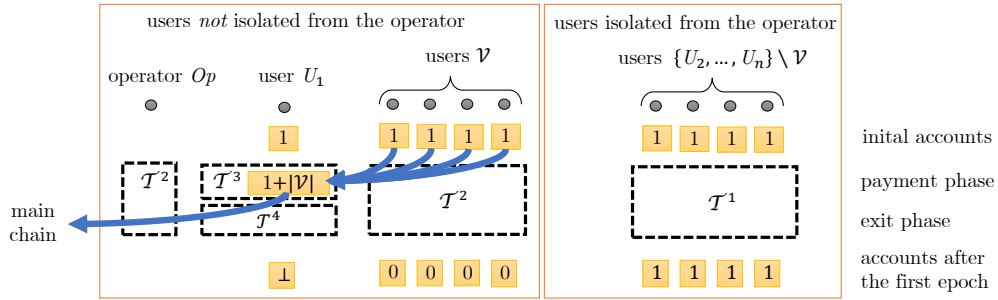 users not isolated from the operator
users isolated from the operator
operator Op
user U₁
users 𝒱
users {U₂, …, Uₙ} \ 𝒱
1
1 1 1 1
1 1 1 1
inital accounts
𝒯²
𝒯³
1+|𝒱|
𝒯²
𝒯¹
payment phase
main
chain
𝒯⁴
exit phase
⊥
0 0 0 0
1 1 1 1
accounts after
the first epoch